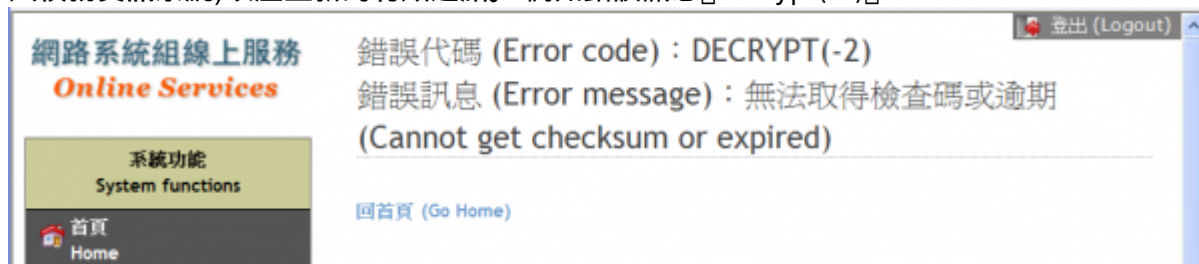 登出 (Logout)
網路系統組線上服務
Online Services
錯誤代碼 (Error code)：DECRYPT(-2)
錯誤訊息 (Error message)：無法取得檢查碼或逾期
(Cannot get checksum or expired)
系統功能
System functions
回首頁 (Go Home)
首頁
Home